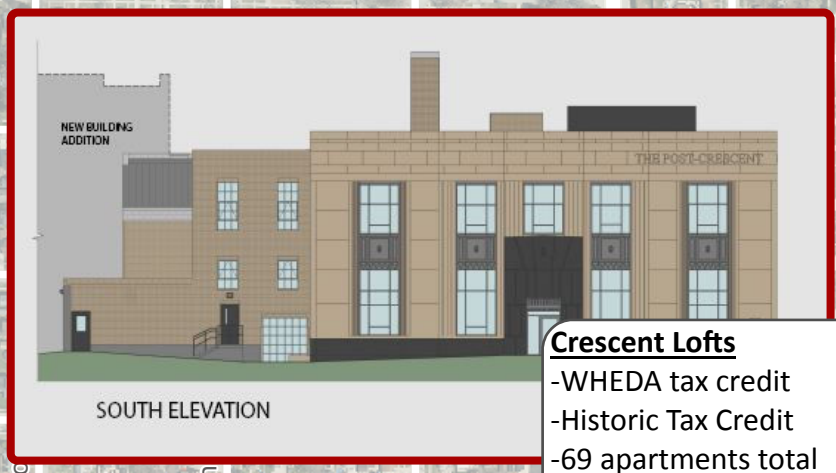 NEW BUILDING
ADDITION
THE POST-CRESCENT
SOUTH ELEVATION
Crescent Lofts
-WHEDA tax credit
-Historic Tax Credit
-69 apartments total